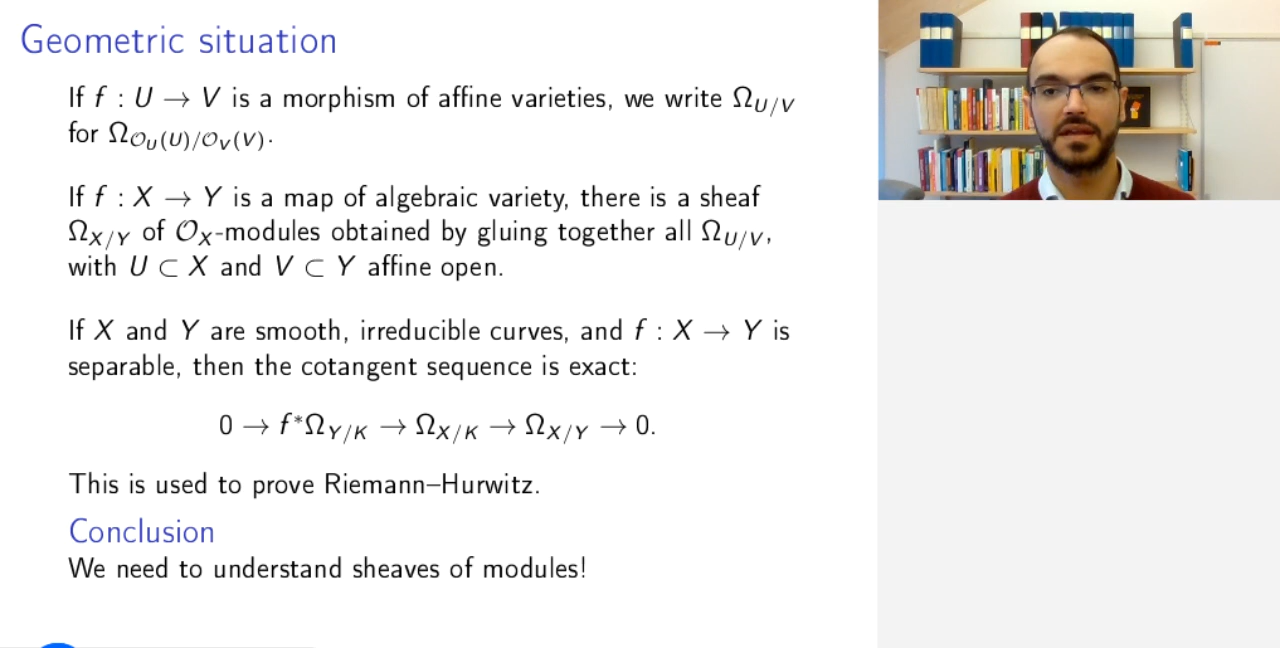 Geometric situation
If f : U → V is a morphism of affine varieties, we write Ω_{U/V}
for Ω_{𝒪_U(U)/𝒪_V(V)}.
If f : X → Y is a map of algebraic variety, there is a sheaf
Ω_{X/Y} of 𝒪_X-modules obtained by gluing together all Ω_{U/V},
with U ⊂ X and V ⊂ Y affine open.
If X and Y are smooth, irreducible curves, and f : X → Y is
separable, then the cotangent sequence is exact:
0 → f*Ω_{Y/K} → Ω_{X/K} → Ω_{X/Y} → 0.
This is used to prove Riemann–Hurwitz.
Conclusion
We need to understand sheaves of modules!